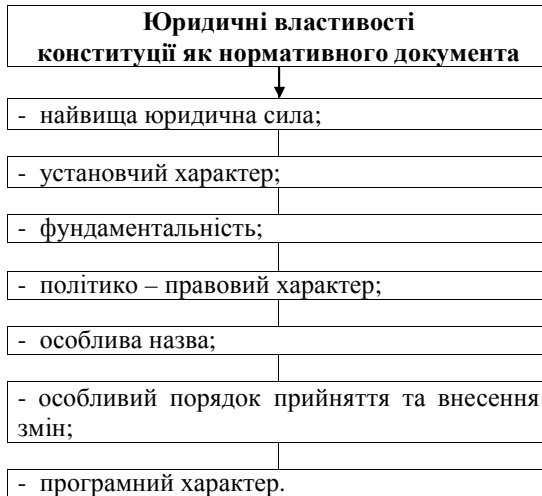 Юридичні властивості
конституції як нормативного документа
- найвища юридична сила;
- установчий характер;
- фундаментальність;
- політико – правовий характер;
- особлива назва;
- особливий порядок прийняття та внесення
змін;
- програмний характер.